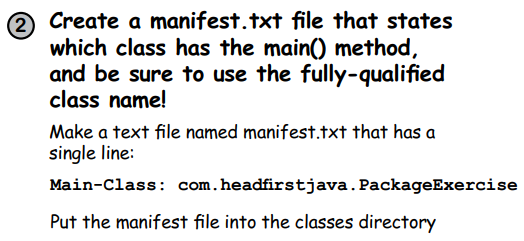 2 Create a manifest.txt file that states
which class has the main() method,
and be sure to use the fully-qualified
class name!
Make a text file named manifest.txt that has a
single line:
Main-Class: com.headfirstjava.PackageExercise
Put the manifest file into the classes directory